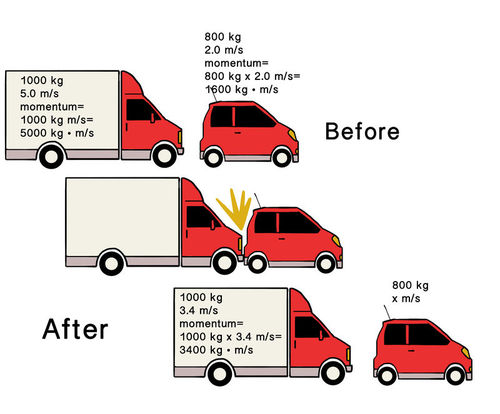 800 kg
2.0 m/s
momentum=
800 kg x 2.0 m/s=
1600 kg • m/s
1000 kg
5.0 m/s
momentum=
1000 kg m/s=
5000 kg • m/s
Before
1000 kg
3.4 m/s
momentum=
1000 kg x 3.4 m/s=
3400 kg • m/s
800 kg
x m/s
After